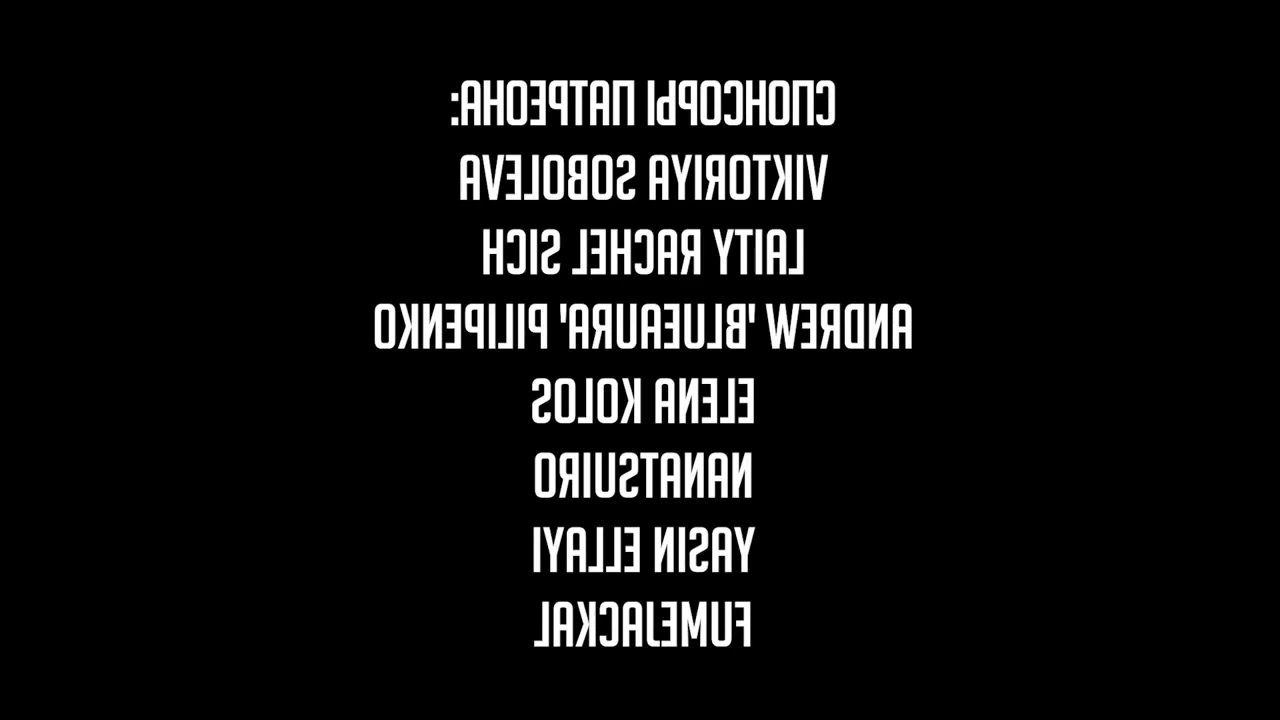 СПОНСОРЫ ПАТРЕОНА:
VIKTORIYA SOBOLEVA
LAITY RACHEL SICH
ANDREW 'BLUEAURA' PILIPENKO
ELENA KOLOS
NANATSUIRO
YASIN ELLAYI
FUMEJACKAL